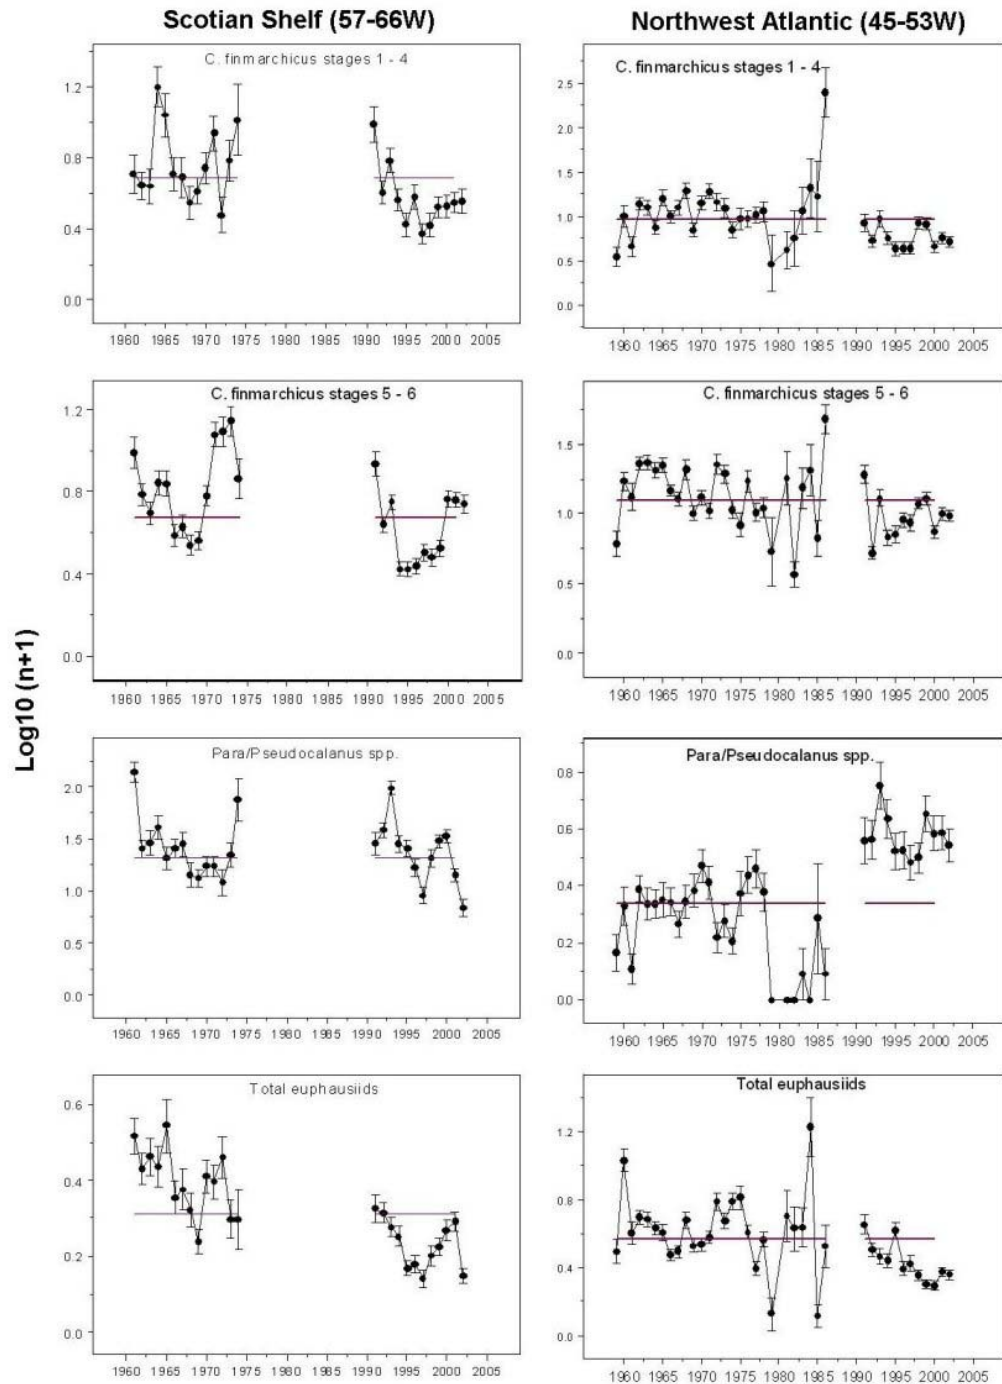 Scotian Shelf (57-66W)
Northwest Atlantic (45-53W)
C. finmarchicus stages 1 - 4
1.2
0.8
0.4
0.0
1960 1965 1970 1975 1980 1985 1990 1995 2000 2005
C. finmarchicus stages 1 - 4
2.5
2.0
1.5
1.0
0.5
0.0
1960 1965 1970 1975 1980 1985 1990 1995 2000 2005
C. finmarchicus stages 5 - 6
1.2
0.8
0.4
0.0
1960 1965 1970 1975 1980 1985 1990 1995 2000 2005
C. finmarchicus stages 5 - 6
1.5
1.0
0.5
0.0
1960 1965 1970 1975 1980 1985 1990 1995 2000 2005
Log10 (n+1)
Para/Pseudocalanus spp.
2.0
1.5
1.0
0.5
0.0
1960 1965 1970 1975 1980 1985 1990 1995 2000 2005
Para/Pseudocalanus spp.
0.8
0.6
0.4
0.2
0.0
1960 1965 1970 1975 1980 1985 1990 1995 2000 2005
Total euphausiids
0.6
0.4
0.2
0.0
1960 1965 1970 1975 1980 1985 1990 1995 2000 2005
Total euphausiids
1.2
0.8
0.4
0.0
1960 1965 1970 1975 1980 1985 1990 1995 2000 2005